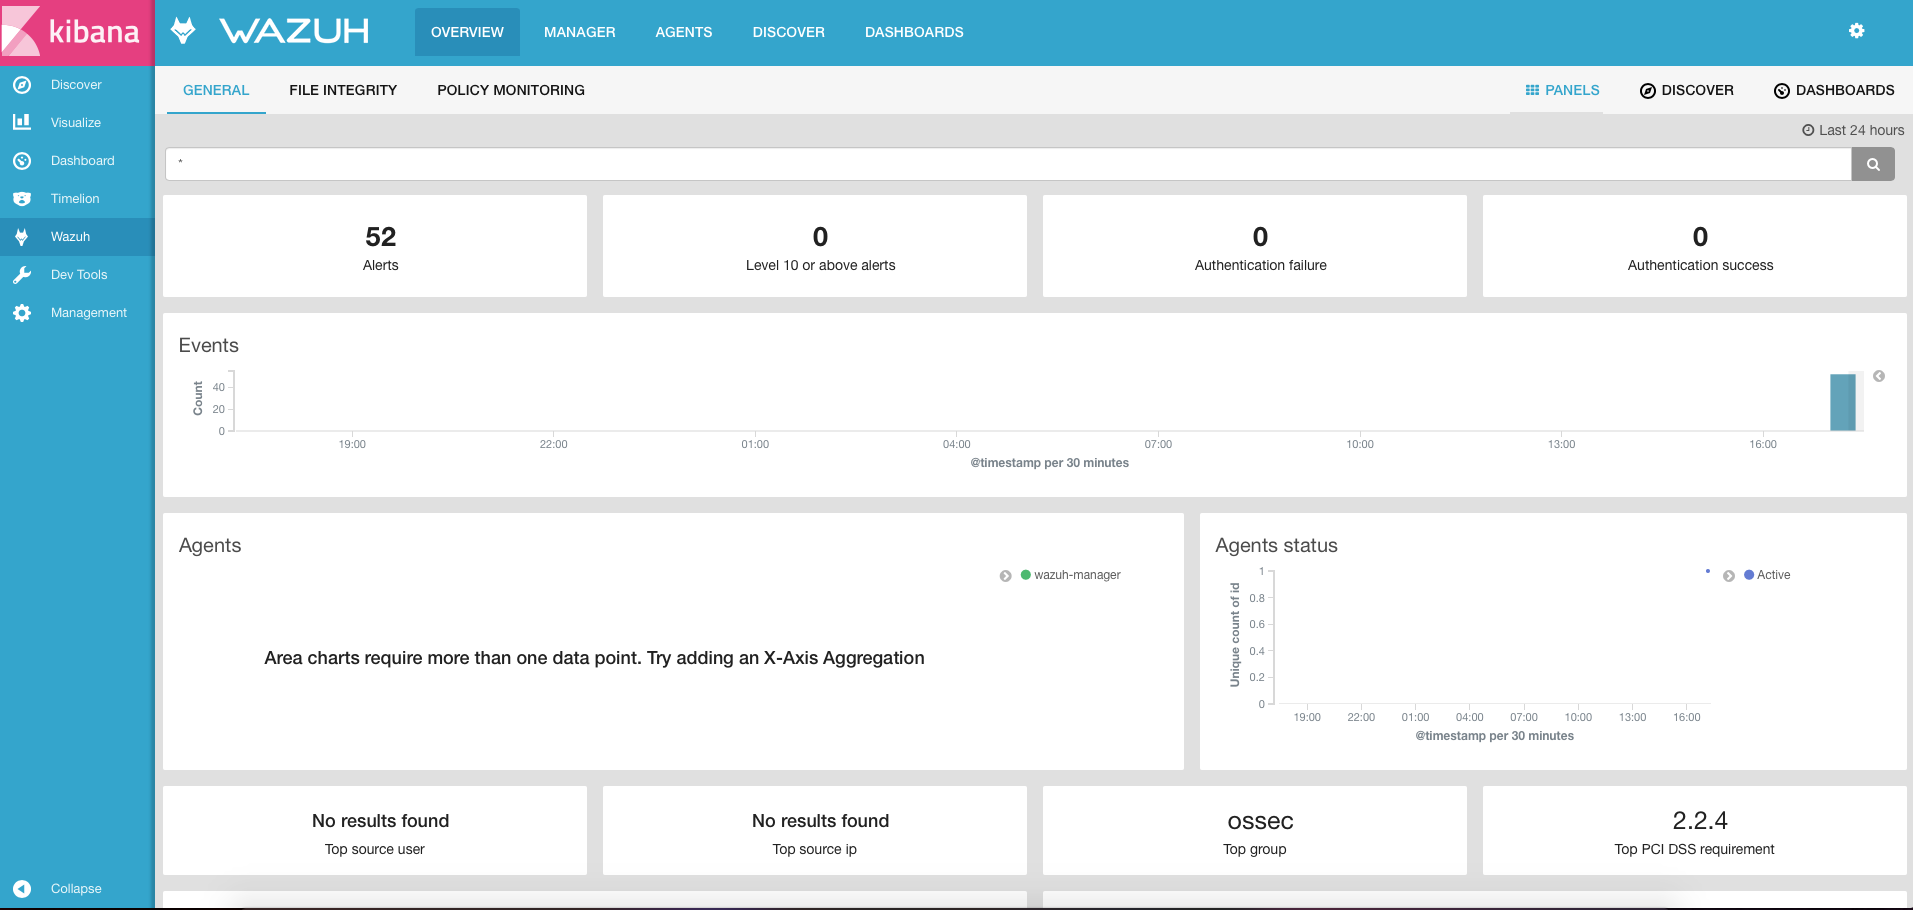 kibana
Discover
Visualize
Dashboard
Timelion
Wazuh
Dev Tools
Management
Collapse
WAZUH
OVERVIEW MANAGER AGENTS DISCOVER DASHBOARDS
GENERAL FILE INTEGRITY POLICY MONITORING PANELS DISCOVER DASHBOARDS
Last 24 hours
*
52
Alerts
0
Level 10 or above alerts
0
Authentication failure
0
Authentication success
Events
Count
40
20
0
19:00 22:00 01:00 04:00 07:00 10:00 13:00 16:00
@timestamp per 30 minutes
Agents
wazuh-manager
Area charts require more than one data point. Try adding an X-Axis Aggregation
Agents status
Unique count of id
1
0.8
0.6
0.4
0.2
0
Active
19:00 22:00 01:00 04:00 07:00 10:00 13:00 16:00
@timestamp per 30 minutes
No results found
Top source user
No results found
Top source ip
ossec
Top group
2.2.4
Top PCI DSS requirement